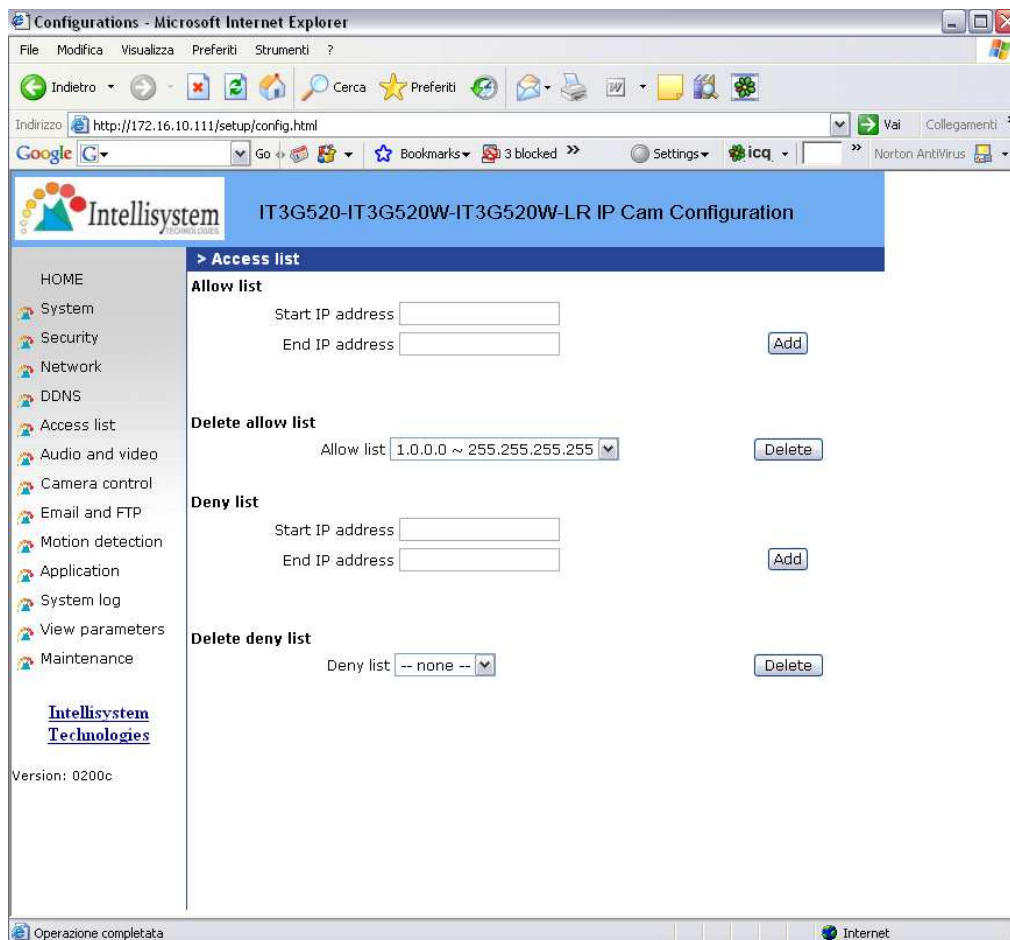 Configurations - Microsoft Internet Explorer
File Modifica Visualizza Preferiti Strumenti ?
Indietro Cerca Preferiti
Indirizzo http://172.16.10.111/setup/config.html Vai Collegamenti »
Google G Go Bookmarks 3 blocked » Settings icq » Norton AntiVirus
Intellisystem
TECHNOLOGIES
IT3G520-IT3G520W-IT3G520W-LR IP Cam Configuration
> Access list
HOME
System
Security
Network
DDNS
Access list
Audio and video
Camera control
Email and FTP
Motion detection
Application
System log
View parameters
Maintenance
Intellisystem
Technologies
Version: 0200c
Allow list
Start IP address
End IP address Add
Delete allow list
Allow list 1.0.0.0 ~ 255.255.255.255 Delete
Deny list
Start IP address
End IP address Add
Delete deny list
Deny list -- none -- Delete
Operazione completata Internet